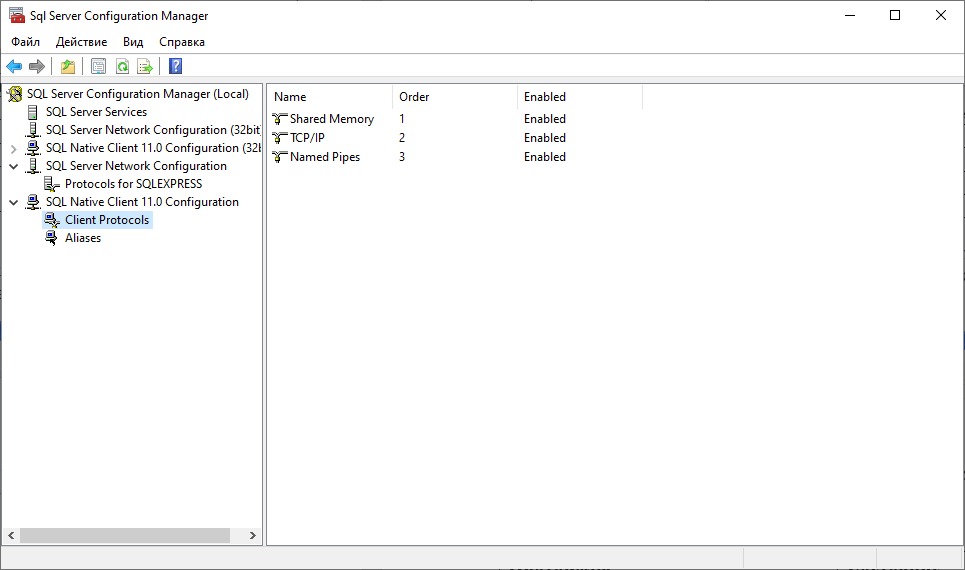 Sql Server Configuration Manager
Файл Действие Вид Справка
SQL Server Configuration Manager (Local)
SQL Server Services
SQL Server Network Configuration (32bit
SQL Native Client 11.0 Configuration (32b
SQL Server Network Configuration
Protocols for SQLEXPRESS
SQL Native Client 11.0 Configuration
Client Protocols
Aliases
Name Order Enabled
Shared Memory 1 Enabled
TCP/IP 2 Enabled
Named Pipes 3 Enabled